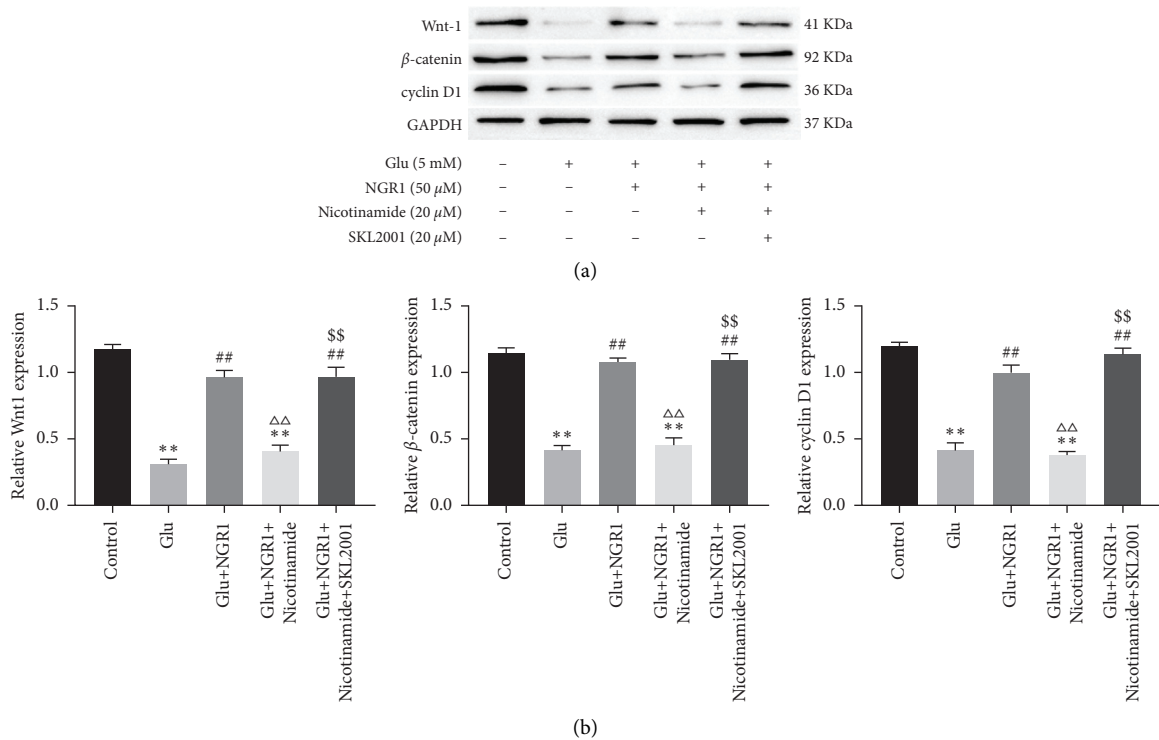 Wnt-1 41 KDa
β-catenin 92 KDa
cyclin D1 36 KDa
GAPDH 37 KDa
Glu (5 mM) – + + + +
NGR1 (50 μM) – – + + +
Nicotinamide (20 μM) – – – + +
SKL2001 (20 μM) – – – – +
(a)
Relative Wnt1 expression
1.5
1.0
0.5
0.0
**
##
△△
**
$$
##
Control
Glu
Glu+NGR1
Glu+NGR1+
Nicotinamide
Glu+NGR1+
Nicotinamide+SKL2001
Relative β-catenin expression
1.5
1.0
0.5
0.0
**
##
△△
**
$$
##
Control
Glu
Glu+NGR1
Glu+NGR1+
Nicotinamide
Glu+NGR1+
Nicotinamide+SKL2001
Relative cyclin D1 expression
1.5
1.0
0.5
0.0
**
##
△△
**
$$
##
Control
Glu
Glu+NGR1
Glu+NGR1+
Nicotinamide
Glu+NGR1+
Nicotinamide+SKL2001
(b)